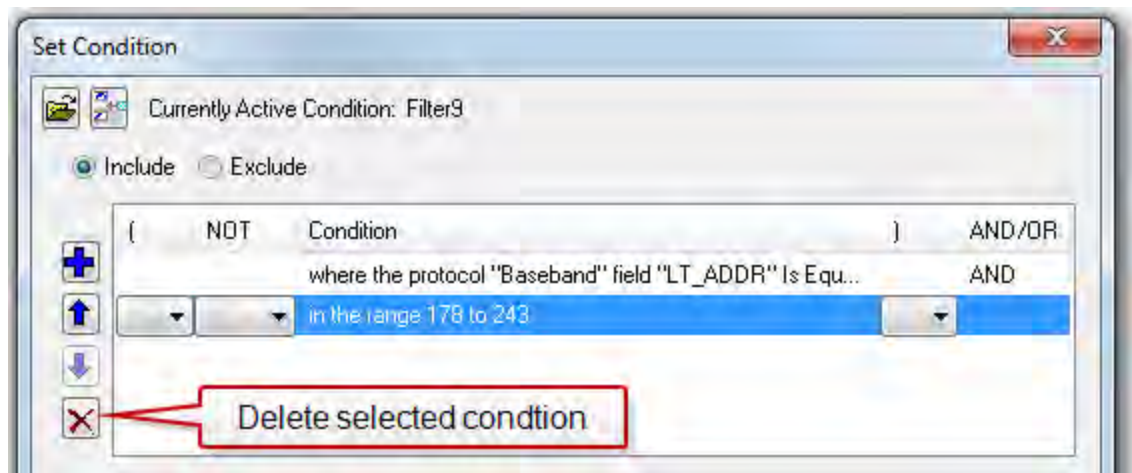 Set Condition
Currently Active Condition: Filter9
Include Exclude
( NOT Condition ) AND/OR
where the protocol "Baseband" field "LT_ADDR" Is Equ... AND
in the range 178 to 243
Delete selected condtion